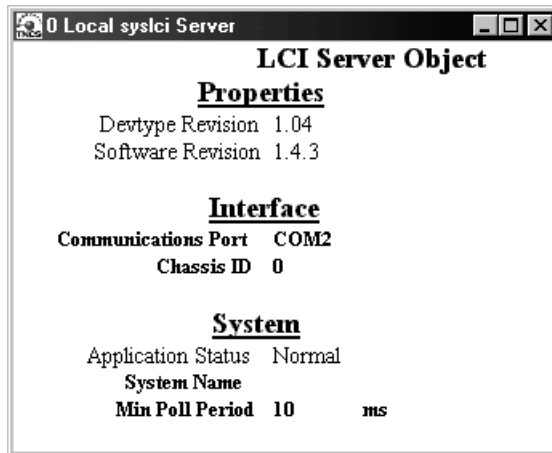 0 Local syslci Server
LCI Server Object
Properties
Devtype Revision 1.04
Software Revision 1.4.3
Interface
Communications Port COM2
Chassis ID 0
System
Application Status Normal
System Name
Min Poll Period 10 ms